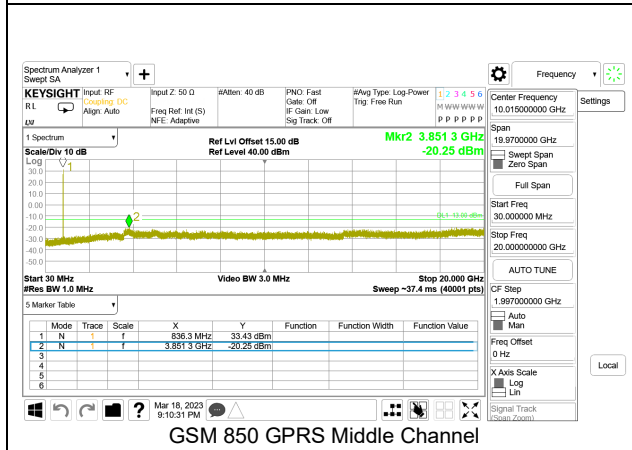 Spectrum Analyzer 1
Swept SA
Frequency
KEYSIGHT
RL
Input: RF
Coupling: DC
Align: Auto
Input Z: 50 Ω
Freq Ref: Int (S)
NFE: Adaptive
#Atten: 40 dB
PNO: Fast
Gate: Off
IF Gain: Low
Sig Track: Off
#Avg Type: Log-Power
Trig: Free Run
1 2 3 4 5 6
M W W W W W
P P P P P P
1 Spectrum
Scale/Div 10 dB
Ref Lvl Offset 15.00 dB
Ref Level 40.00 dBm
Mkr2 3.851 3 GHz
-20.25 dBm
Log
30.0
20.0
10.0
0.00
-10.0
-20.0
-30.0
-40.0
-50.0
1
2
DL1 -13.00 dBm
Start 30 MHz
#Res BW 1.0 MHz
Video BW 3.0 MHz
Stop 20.000 GHz
Sweep ~37.4 ms (40001 pts)
5 Marker Table
Mode Trace Scale X Y Function Function Width Function Value
1 N 1 f 836.3 MHz 33.43 dBm
2 N 1 f 3.851 3 GHz -20.25 dBm
3
4
5
6
Mar 18, 2023
9:10:31 PM
Center Frequency
10.015000000 GHz
Settings
Span
19.9700000 GHz
Swept Span
Zero Span
Full Span
Start Freq
30.000000 MHz
Stop Freq
20.00000000 GHz
AUTO TUNE
CF Step
1.997000000 GHz
Auto
Man
Freq Offset
0 Hz
X Axis Scale
Log
Lin
Local
Signal Track
(Span Zoom)
GSM 850 GPRS Middle Channel